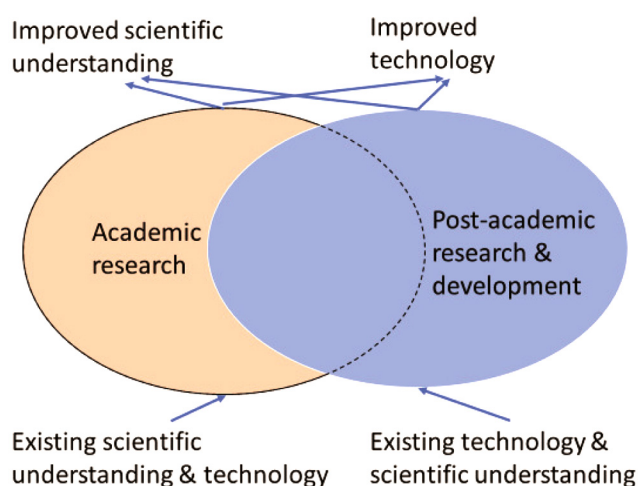 Improved scientific
understanding
Improved
technology
Academic
research
Post-academic
research &
development
Existing scientific
understanding & technology
Existing technology &
scientific understanding